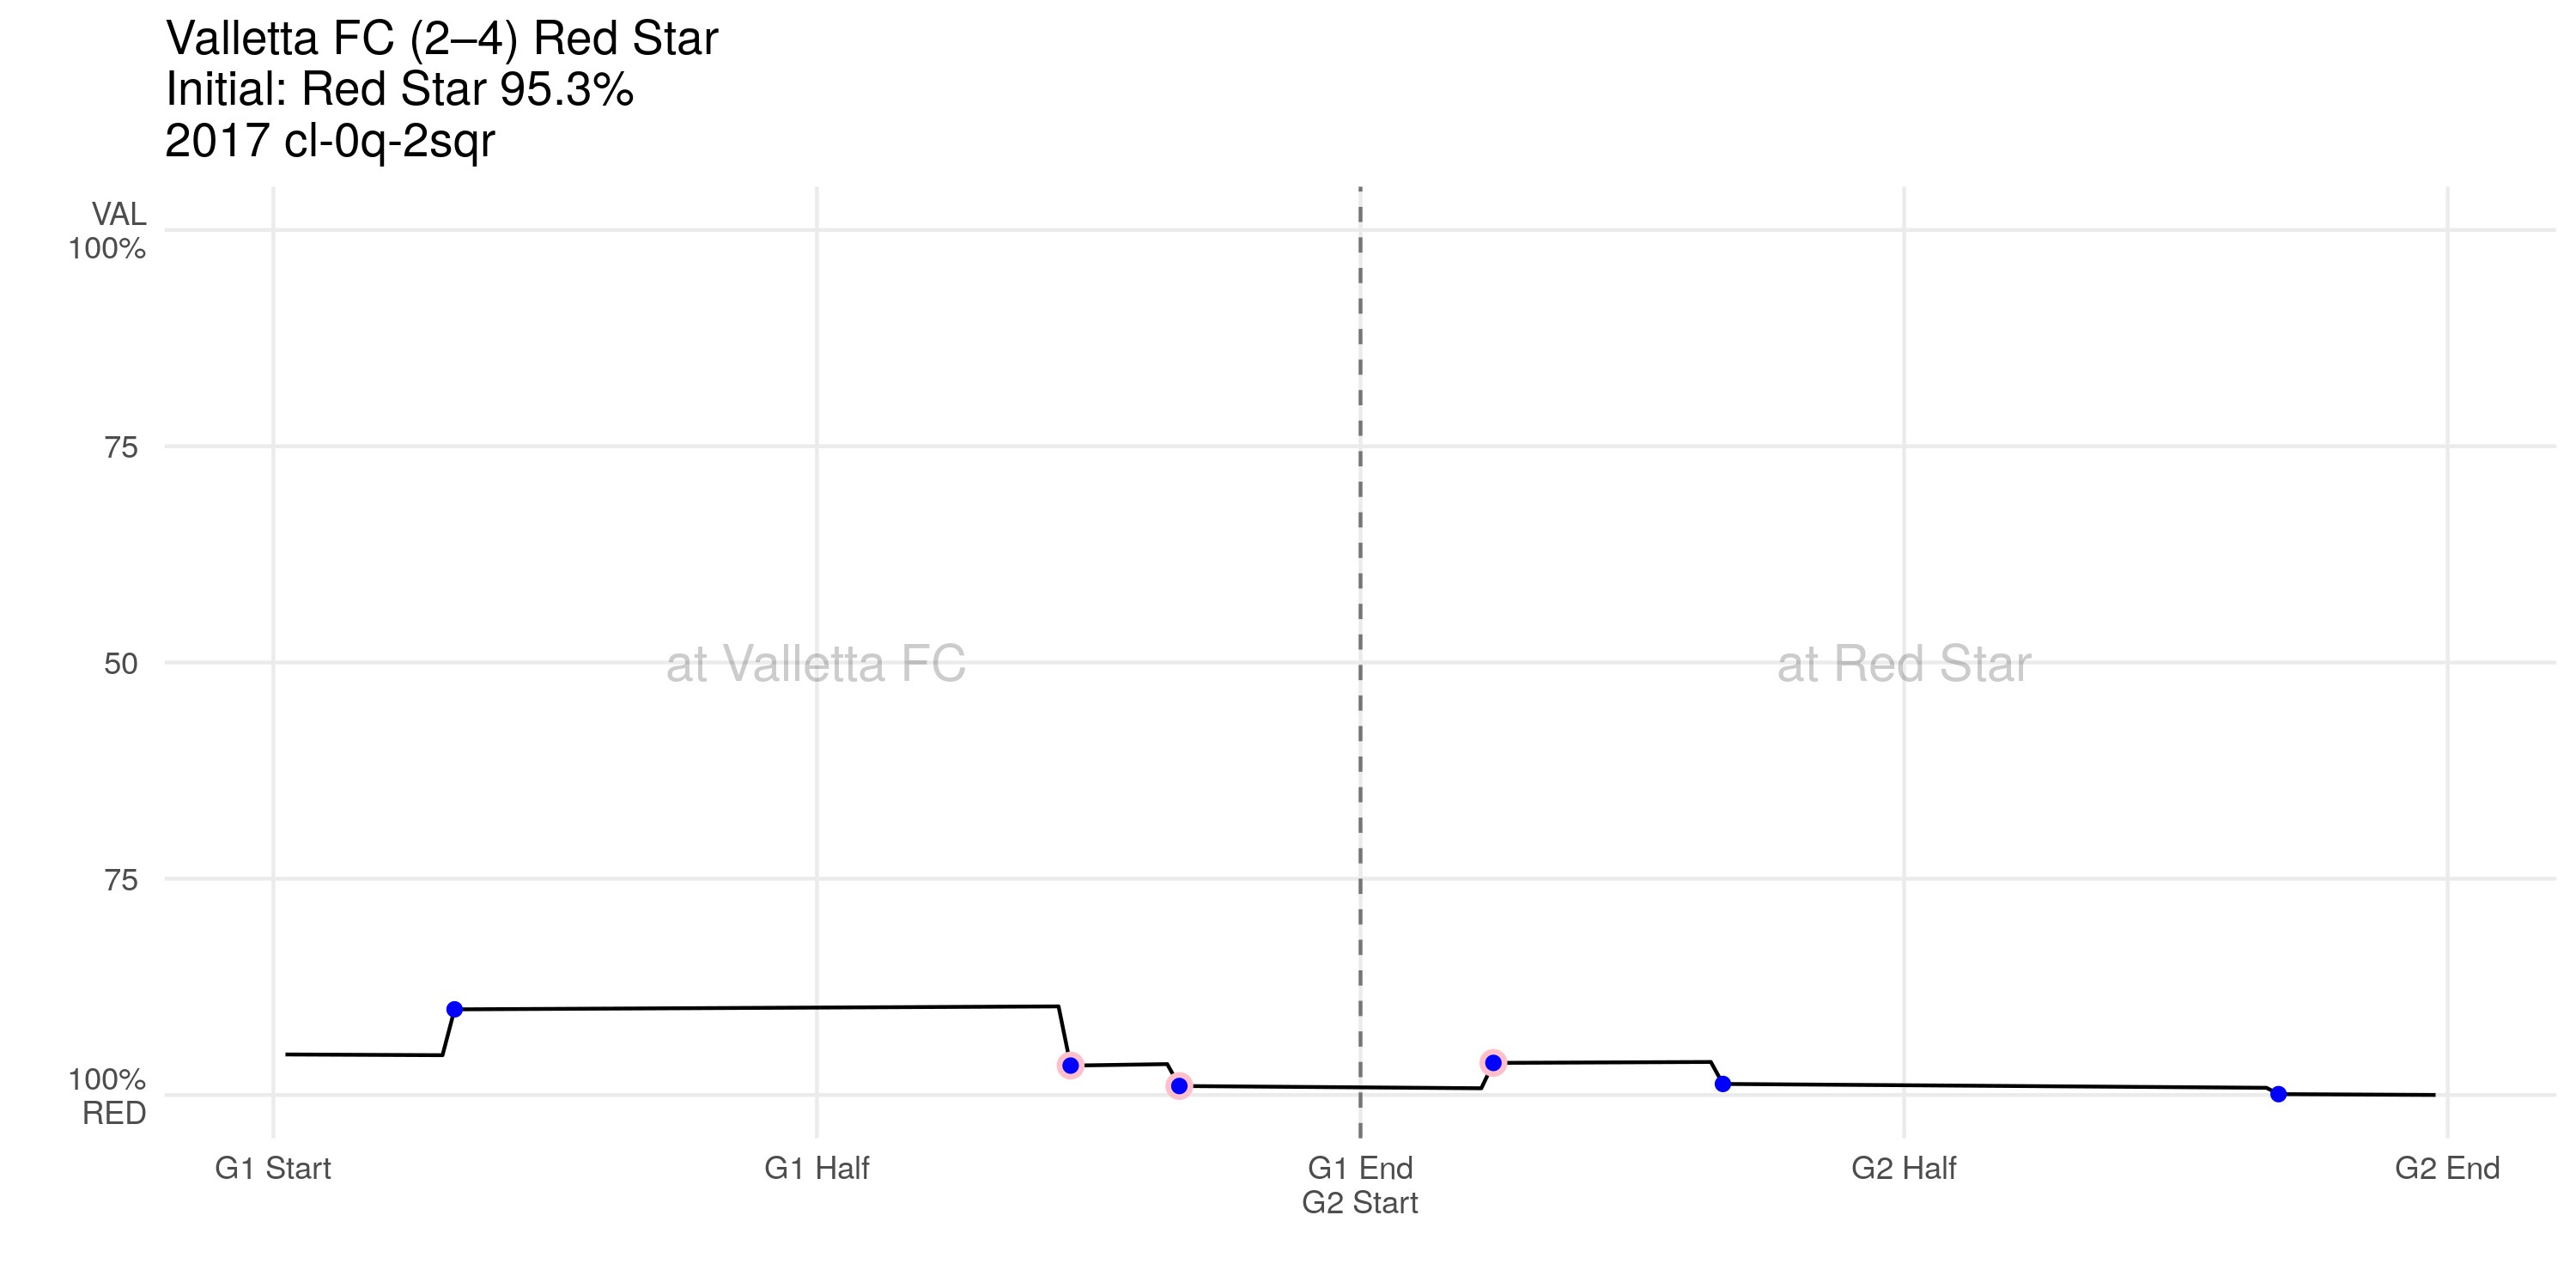 Valletta FC (2–4) Red Star
Initial: Red Star 95.3%
2017 cl-0q-2sqr
VAL
100%
75
50
at Valletta FC
at Red Star
75
100%
RED
G1 Start
G1 Half
G1 End
G2 Start
G2 Half
G2 End